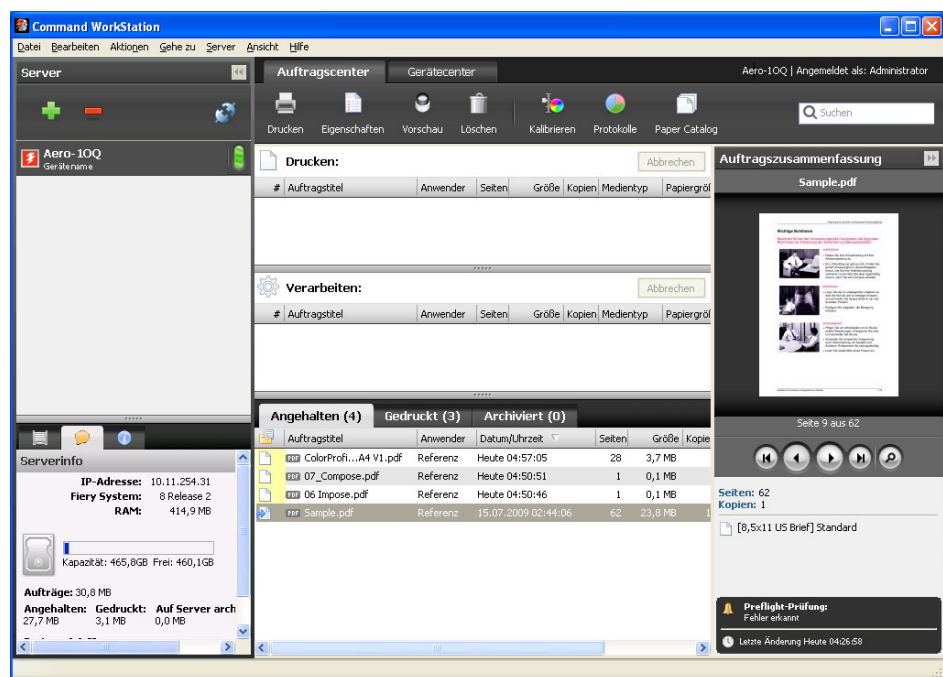 Command WorkStation
Datei Bearbeiten Aktionen Gehe zu Server Ansicht Hilfe
Server
Auftragscenter Gerätecenter
Aero-10Q | Angemeldet als: Administrator
Drucken Eigenschaften Vorschau Löschen Kalibrieren Protokolle Paper Catalog
Suchen
Aero-10Q
Gerätename
Drucken:
Abbrechen
# Auftragstitel Anwender Seiten Größe Kopien Medientyp Papiergröß
Verarbeiten:
Abbrechen
# Auftragstitel Anwender Seiten Größe Kopien Medientyp Papiergröß
Angehalten (4) Gedruckt (3) Archiviert (0)
Auftragstitel Anwender Datum/Uhrzeit Seiten Größe Kopie
PDF ColorProfi...A4 V1.pdf Referenz Heute 04:57:05 28 3,7 MB
PDF 07_Compose.pdf Referenz Heute 04:50:51 1 0,1 MB
PDF 06 Impose.pdf Referenz Heute 04:50:46 1 0,1 MB
PDF Sample.pdf Referenz 15.07.2009 02:44:06 62 23,8 MB 1
Serverinfo
IP-Adresse: 10.11.254.31
Fiery System: 8 Release 2
RAM: 414,9 MB
Kapazität: 465,8GB Frei: 460,1GB
Aufträge: 30,8 MB
Angehalten: Gedruckt: Auf Server arch
27,7 MB 3,1 MB 0,0 MB
Auftragszusammenfassung
Sample.pdf
Wichtige Richtlinien
Seite 9 aus 62
Seiten: 62
Kopien: 1
[8,5x11 US Brief] Standard
Preflight-Prüfung:
Fehler erkannt
Letzte Änderung Heute 04:26:58